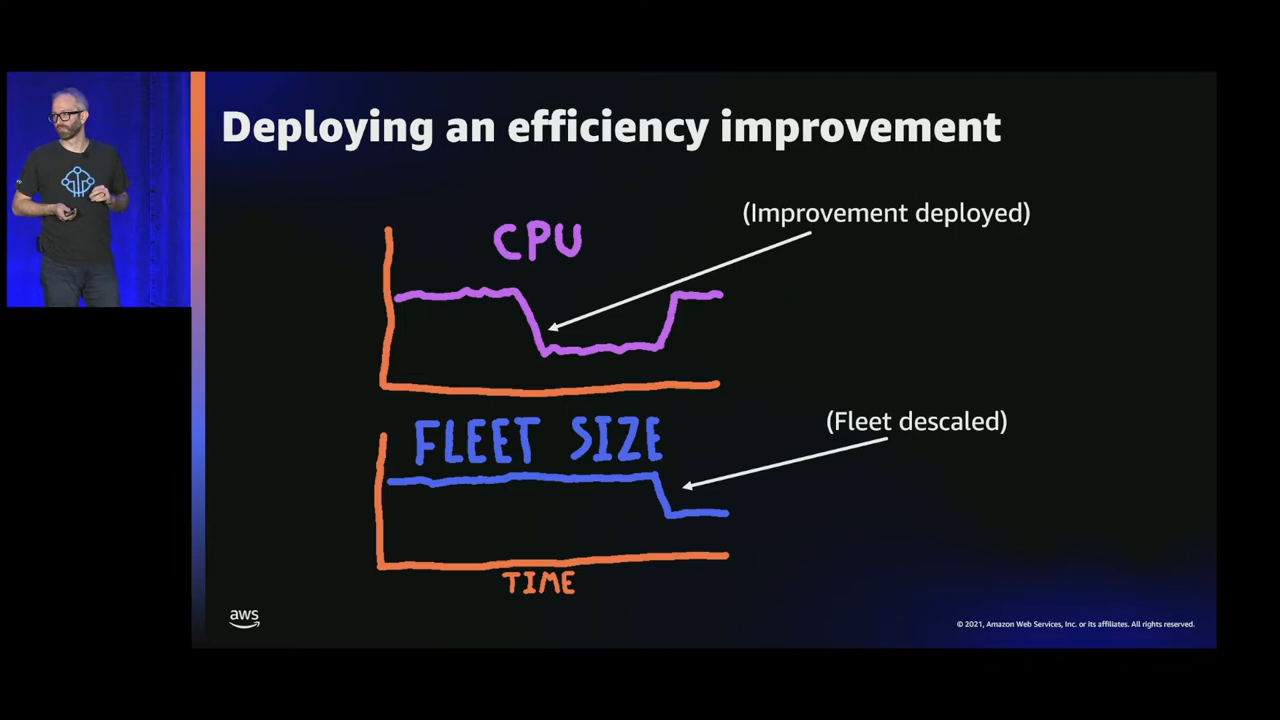 Deploying an efficiency improvement
(Improvement deployed)
CPU
(Fleet descaled)
FLEET SIZE
TIME
aws
© 2021, Amazon Web Services, Inc. or its affiliates. All rights reserved.